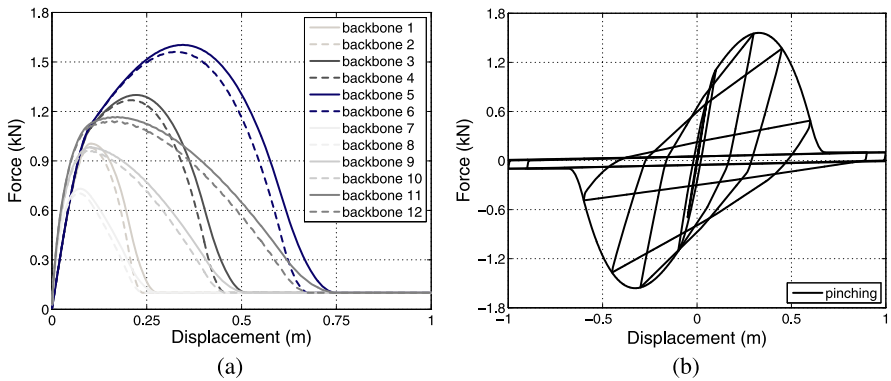 1.8
1.5
1.2
0.9
0.6
0.3
0
0.25
0.5
0.75
1
Force (kN)
Displacement (m)
backbone 1
backbone 2
backbone 3
backbone 4
backbone 5
backbone 6
backbone 7
backbone 8
backbone 9
backbone 10
backbone 11
backbone 12
(a)
1.8
1.2
0.6
0
−0.6
−1.2
−1.8
−1
−0.5
0
0.5
1
Force (kN)
Displacement (m)
pinching
(b)